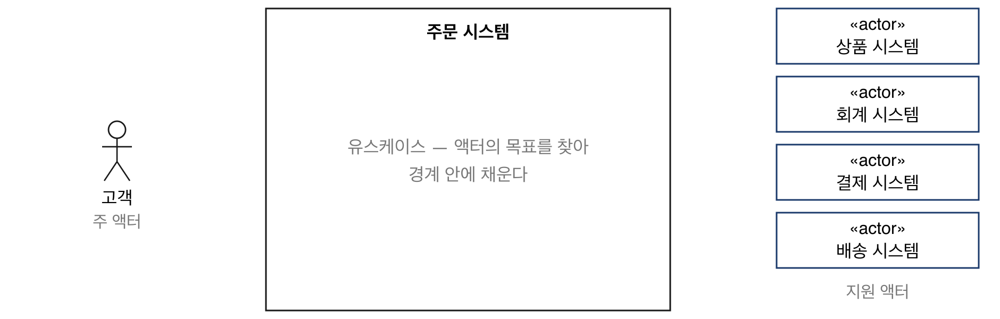 주문 시스템
유스케이스 — 액터의 목표를 찾아
경계 안에 채운다
고객
주 액터
«actor»
상품 시스템
«actor»
회계 시스템
«actor»
결제 시스템
«actor»
배송 시스템
지원 액터